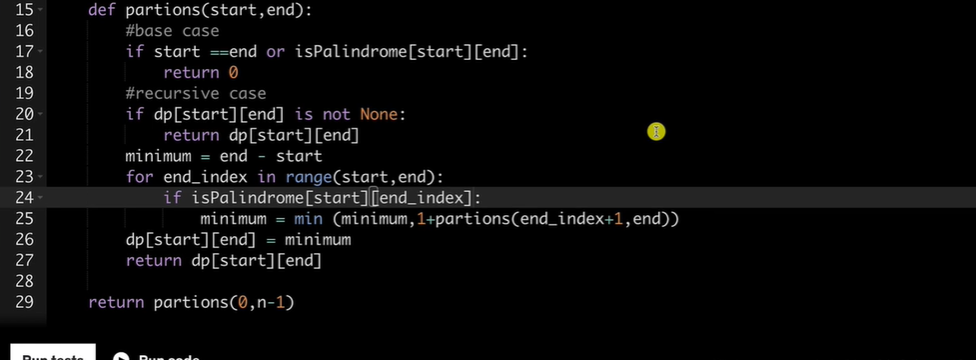 15 def partions(start,end):
16 #base case
17 if start ==end or isPalindrome[start][end]:
18 return 0
19 #recursive case
20 if dp[start][end] is not None:
21 return dp[start][end]
22 minimum = end - start
23 for end_index in range(start,end):
24 if isPalindrome[start][end_index]:
25 minimum = min (minimum,1+partions(end_index+1,end))
26 dp[start][end] = minimum
27 return dp[start][end]
28
29 return partions(0,n-1)
Run tests Run code